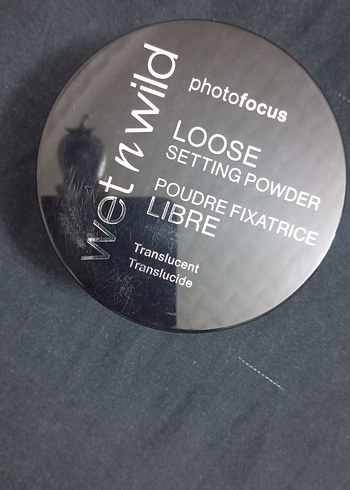 wet n wild
photofocus
LOOSE
SETTING POWDER
POUDRE FIXATRICE
LIBRE
Translucent
Translucide